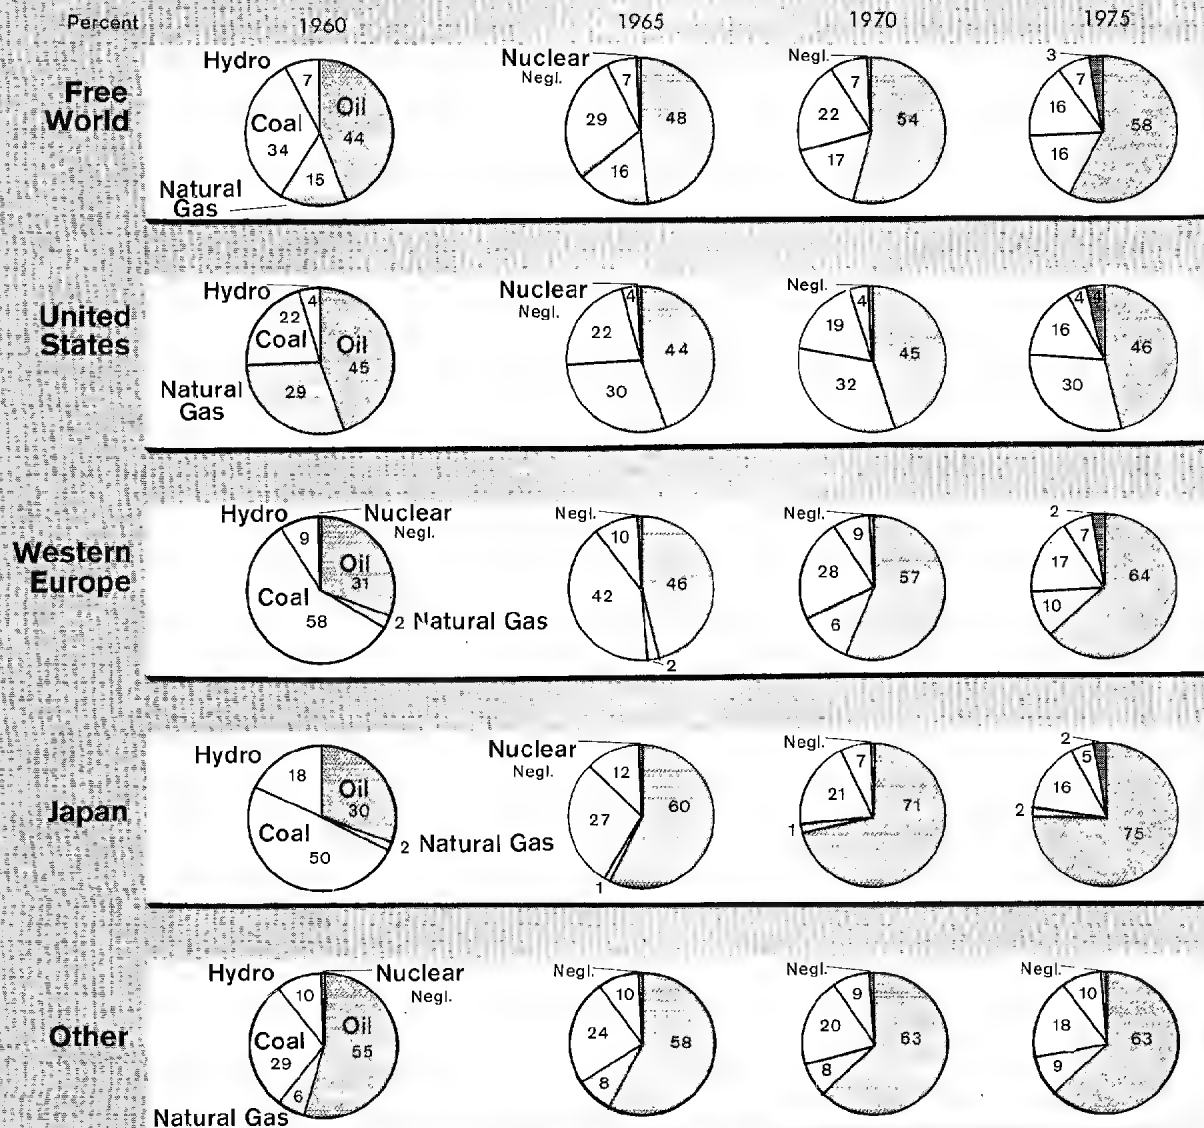 Percent 1960 1965 1970 1975
Free World
Hydro 7
Oil 44
Coal 34
15
Natural Gas
Nuclear Negl.
7
29
48
16
Negl.
7
22
54
17
3
7
16
58
16
United States
Hydro 4
22 Coal
Oil 45
Natural Gas
29
Nuclear Negl.
4
22
44
30
Negl.
4
19
45
32
4 4
16
46
30
Western Europe
Hydro 9
Nuclear Negl.
Oil 31
Coal 58
2 Natural Gas
Negl.
10
42
46
2
Negl.
9
28
57
6
2
7
17
64
10
Japan
Hydro 18
Oil 30
Coal 50
2 Natural Gas
Nuclear Negl.
12
27
60
1
Negl.
7
21
71
1
2
5
16
2
75
Other
Hydro 10
Nuclear Negl.
Oil 55
Coal 29
6
Natural Gas
Negl.
10
24
58
8
Negl.
9
20
63
8
Negl.
10
18
63
9